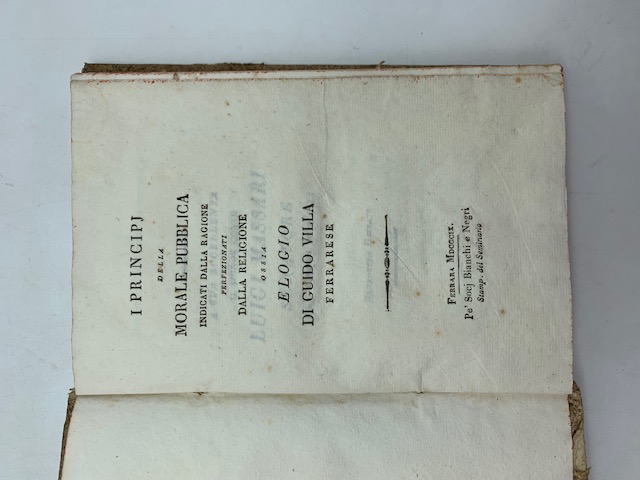 I PRINCIPJ
DELLA
MORALE PUBBLICA
INDICATI DALLA RAGIONE
PERFEZIONATI
DALLA RELIGIONE
OSSIA
ELOGIO
DI GUIDO VILLA
FERRARESE
FERRARA MDCCCIX.
Pe' Socj Bianchi e Negri
Stamp. del Seminario